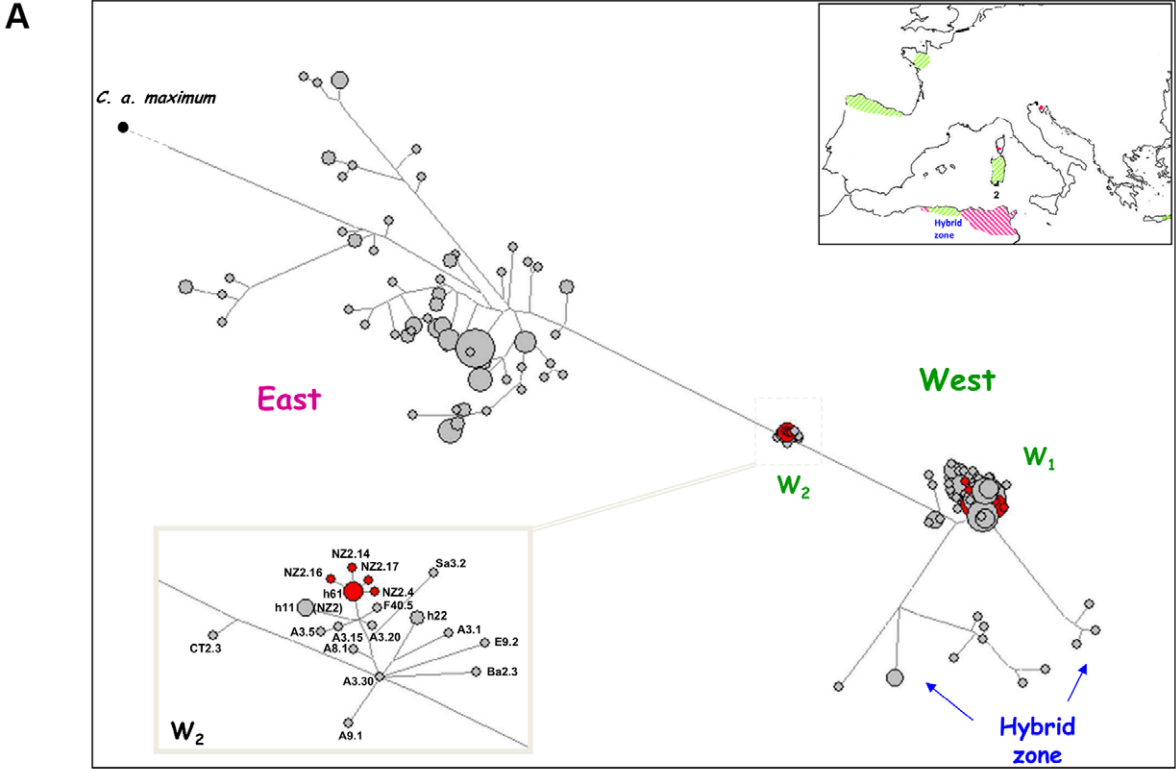 A
C. a. maximum
2
Hybrid
zone
East
West
W2
W1
NZ2.14
NZ2.16
NZ2.17
Sa3.2
h61
NZ2.4
h11
(NZ2)
F40.5
h22
A3.5
A3.15
A3.20
A3.1
CT2.3
A8.1
E9.2
A3.30
Ba2.3
A9.1
W2
Hybrid
zone